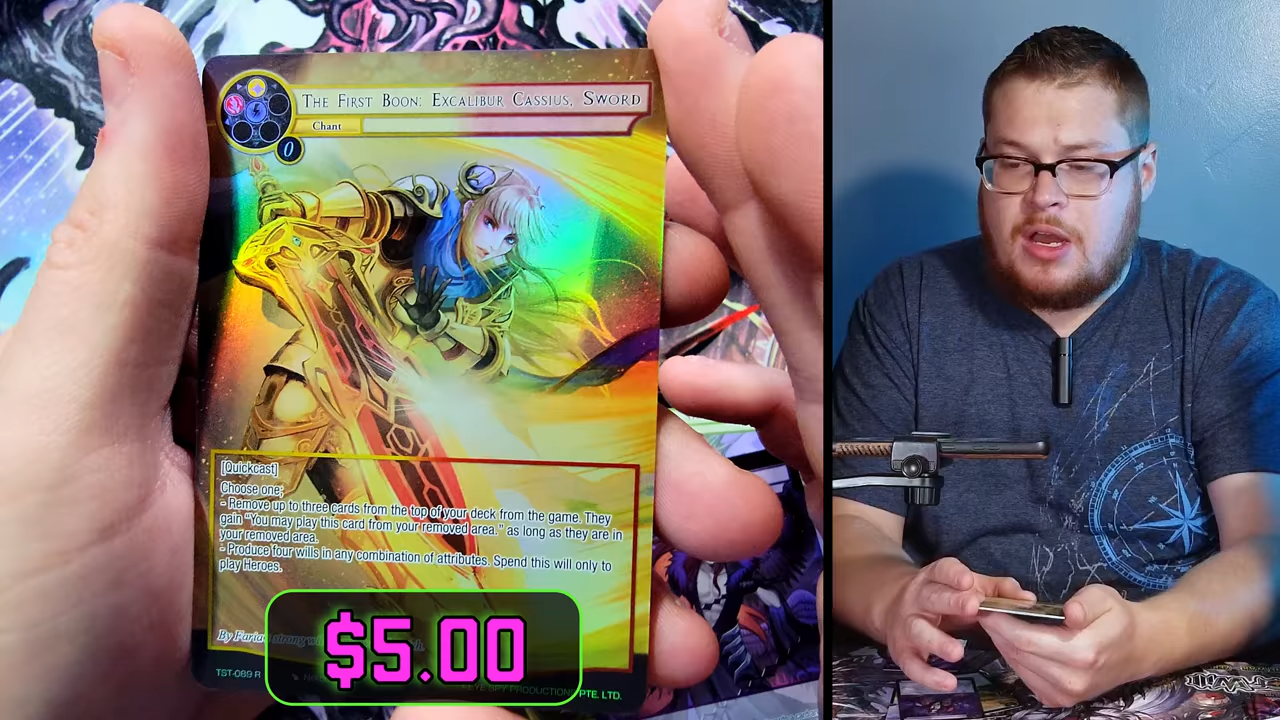 THE FIRST BOON: EXCALIBUR CASSIUS, SWORD
Chant
0
[Quickcast]
Choose one;
- Remove up to three cards from the top of your deck from the game. They
gain "You may play this card from your removed area." as long as they are in
your removed area.
- Produce four wills in any combination of attributes. Spend this will only to
play Heroes.
By
$5.00
TST-089 R
EYE SPY PRODUCTIONS PTE. LTD.